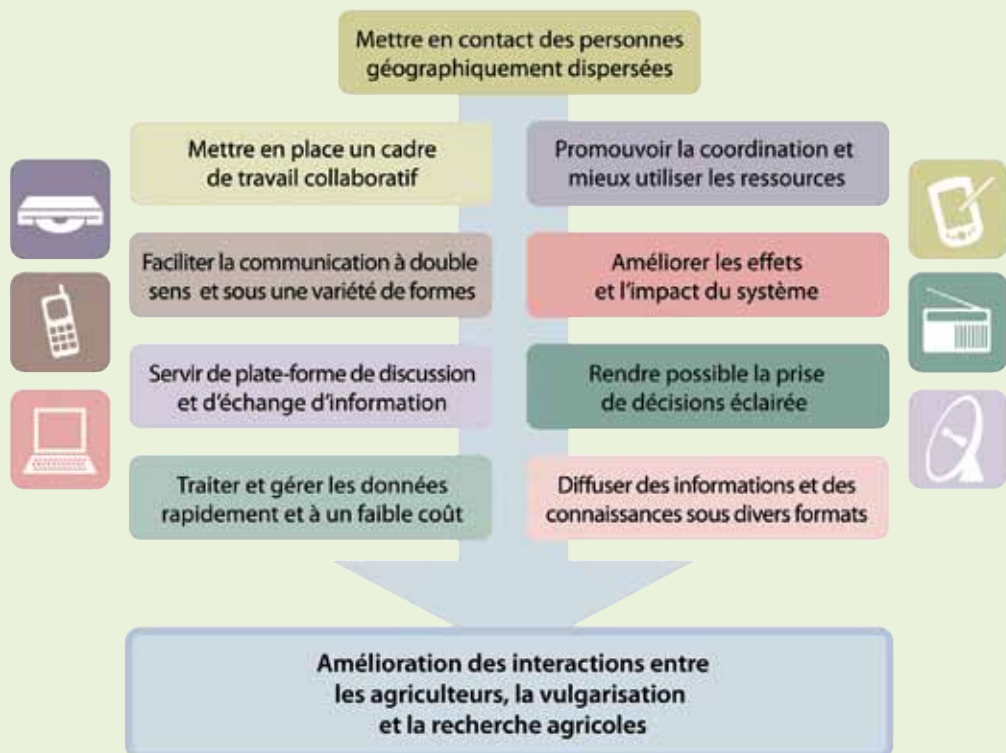 Mettre en contact des personnes
géographiquement dispersées
Mettre en place un cadre
de travail collaboratif
Promouvoir la coordination et
mieux utiliser les ressources
Faciliter la communication à double
sens et sous une variété de formes
Améliorer les effets
et l'impact du système
Servir de plate-forme de discussion
et d'échange d'information
Rendre possible la prise
de décisions éclairée
Traiter et gérer les données
rapidement et à un faible coût
Diffuser des informations et des
connaissances sous divers formats
Amélioration des interactions entre
les agriculteurs, la vulgarisation
et la recherche agricoles